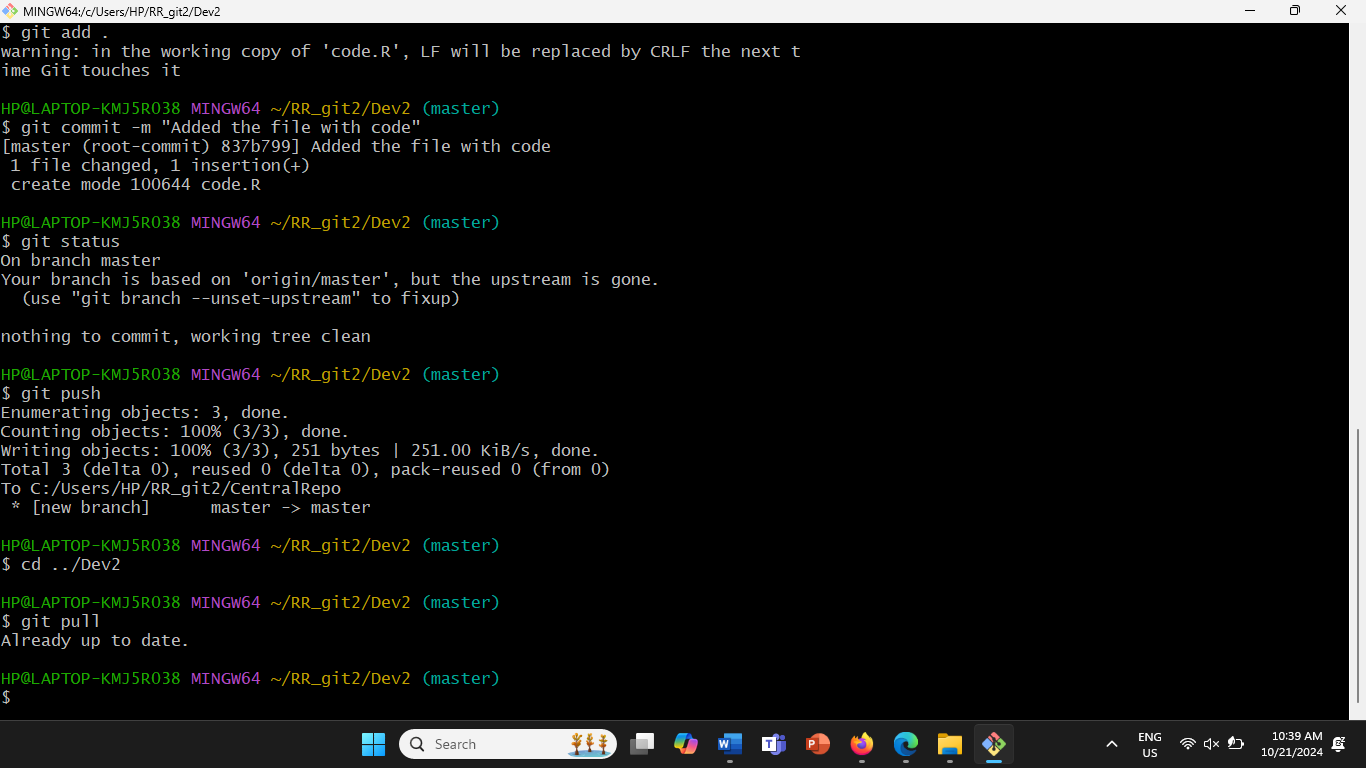 MINGW64:/c/Users/HP/RR_git2/Dev2
$ git add .
warning: in the working copy of 'code.R', LF will be replaced by CRLF the next t
ime Git touches it
HP@LAPTOP-KMJ5RO38 MINGW64 ~/RR_git2/Dev2 (master)
$ git commit -m "Added the file with code"
[master (root-commit) 837b799] Added the file with code
 1 file changed, 1 insertion(+)
 create mode 100644 code.R
HP@LAPTOP-KMJ5RO38 MINGW64 ~/RR_git2/Dev2 (master)
$ git status
On branch master
Your branch is based on 'origin/master', but the upstream is gone.
  (use "git branch --unset-upstream" to fixup)
nothing to commit, working tree clean
HP@LAPTOP-KMJ5RO38 MINGW64 ~/RR_git2/Dev2 (master)
$ git push
Enumerating objects: 3, done.
Counting objects: 100% (3/3), done.
Writing objects: 100% (3/3), 251 bytes | 251.00 KiB/s, done.
Total 3 (delta 0), reused 0 (delta 0), pack-reused 0 (from 0)
To C:/Users/HP/RR_git2/CentralRepo
 * [new branch]      master -> master
HP@LAPTOP-KMJ5RO38 MINGW64 ~/RR_git2/Dev2 (master)
$ cd ../Dev2
HP@LAPTOP-KMJ5RO38 MINGW64 ~/RR_git2/Dev2 (master)
$ git pull
Already up to date.
HP@LAPTOP-KMJ5RO38 MINGW64 ~/RR_git2/Dev2 (master)
$
Search
ENG
US
10:39 AM
10/21/2024